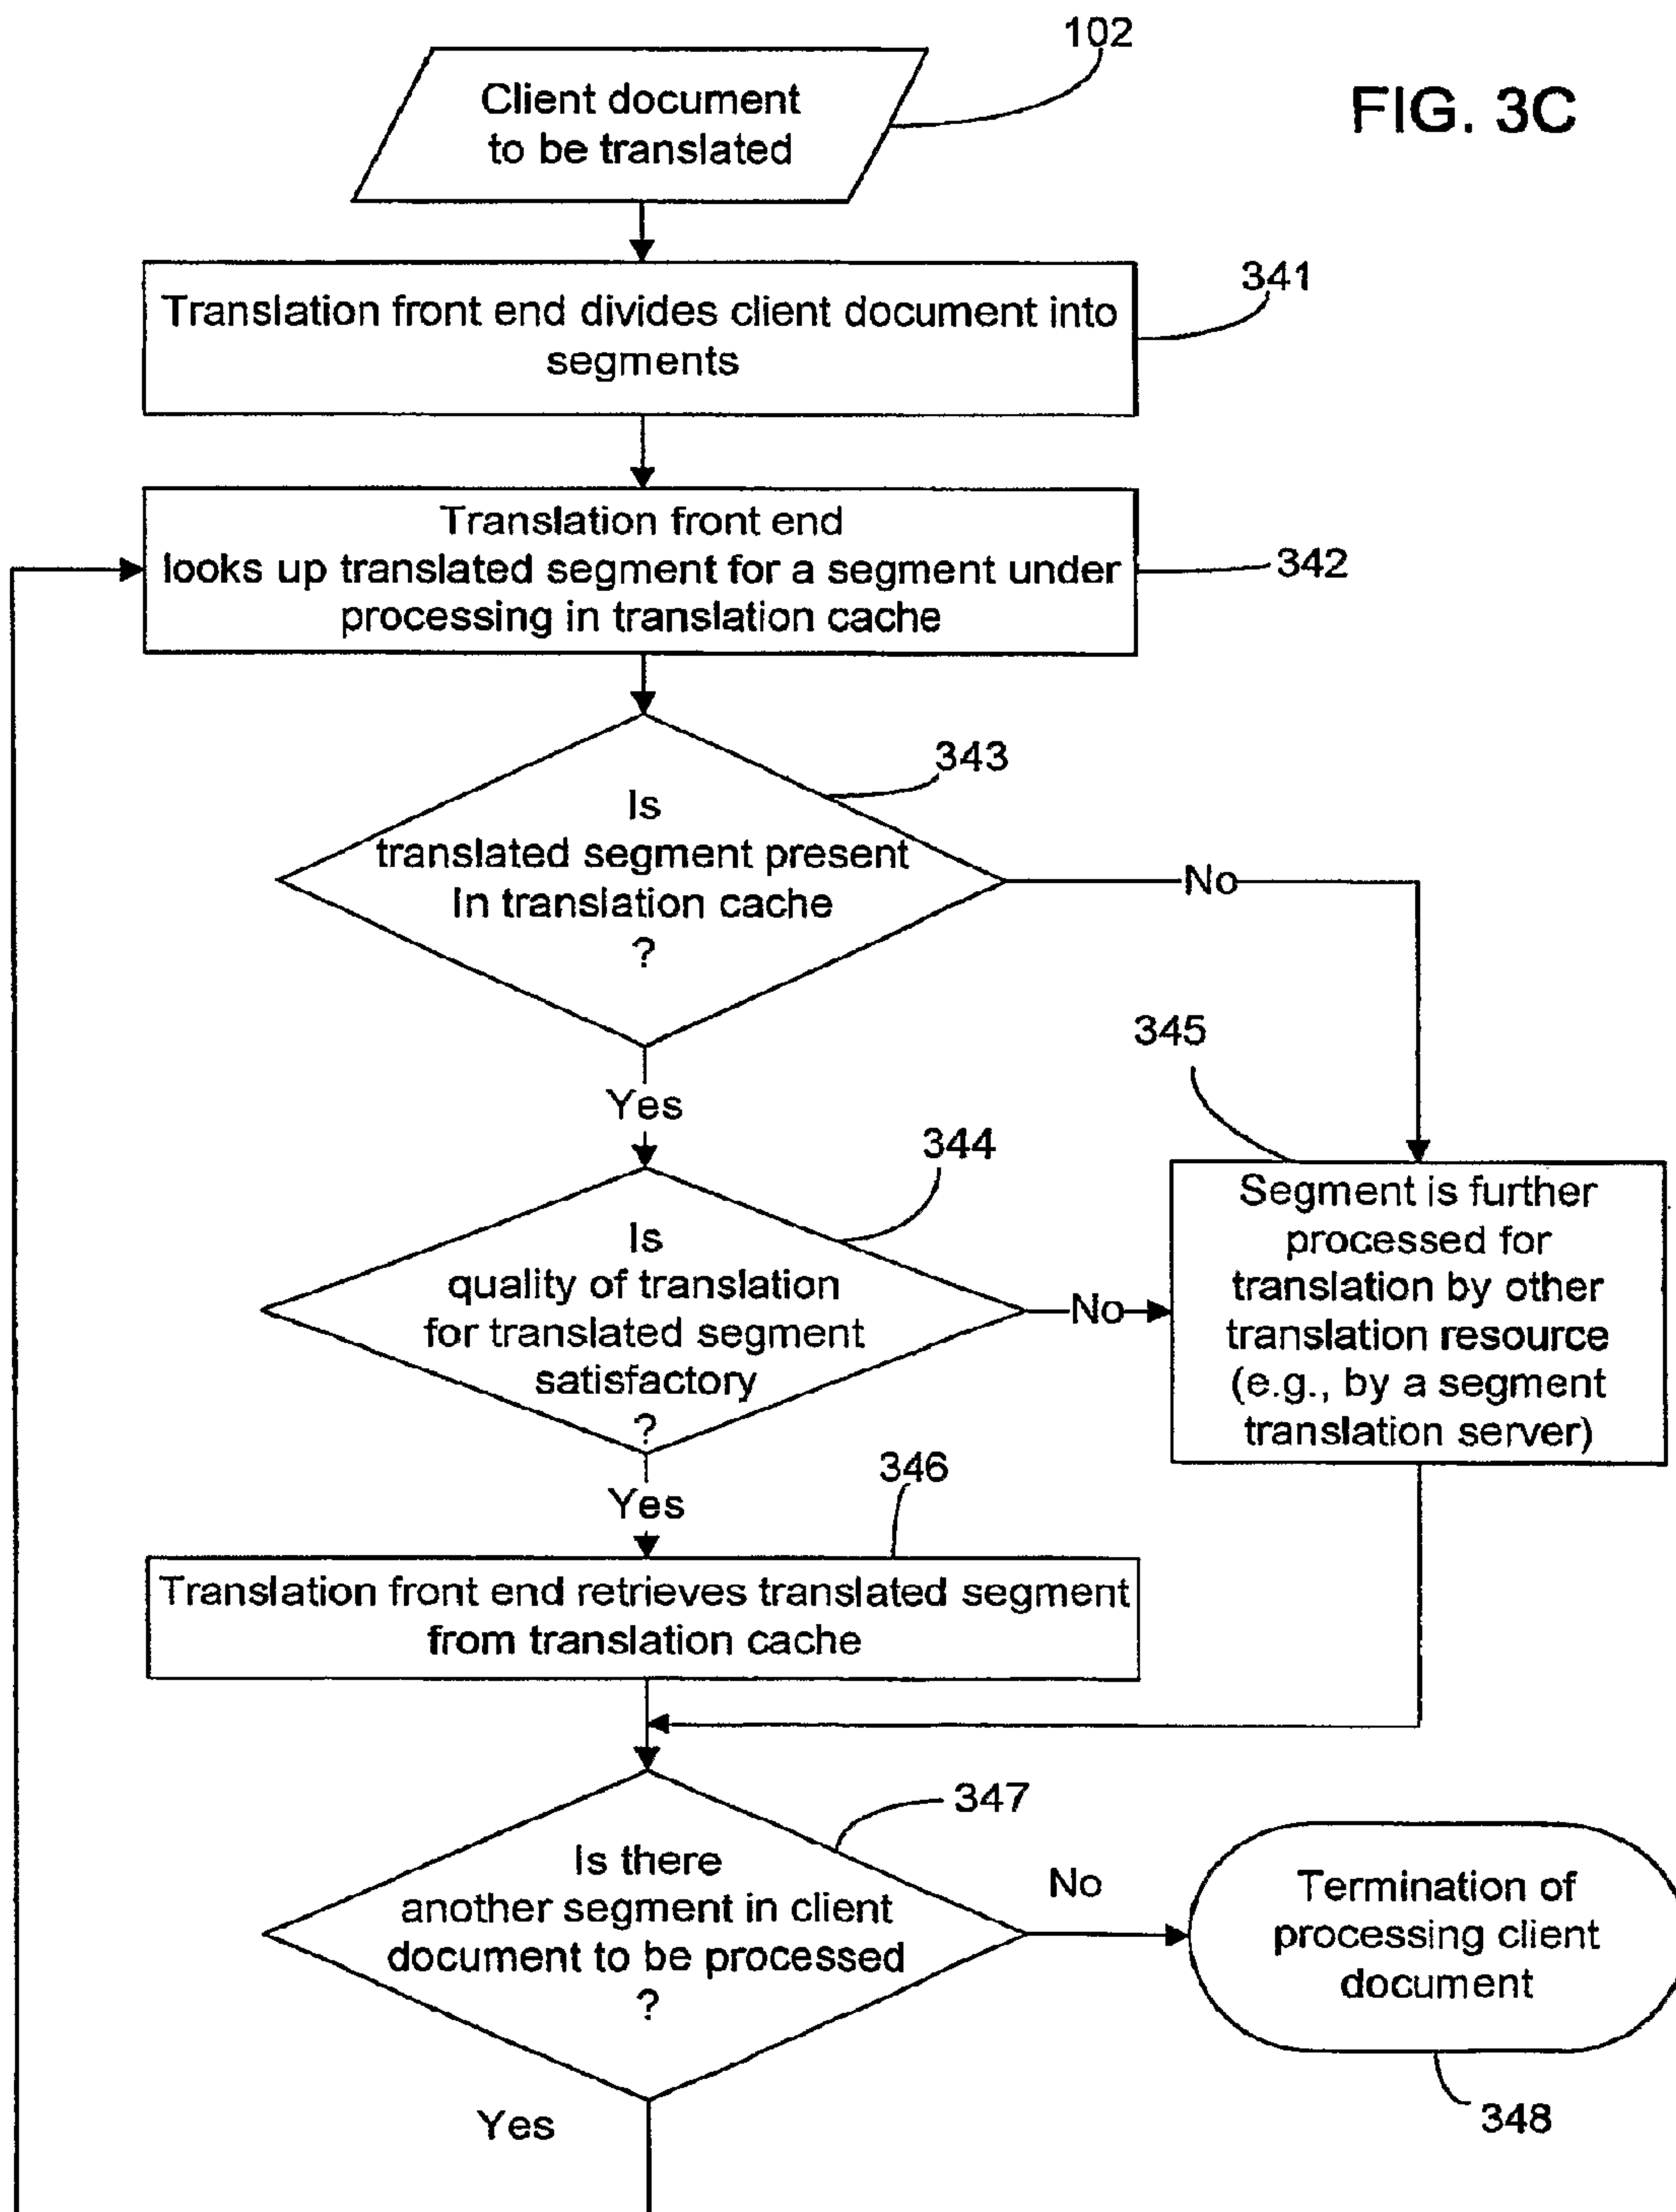 102
FIG. 3C
Client document
to be translated
341
Translation front end divides client document into
segments
Translation front end
looks up translated segment for a segment under
processing in translation cache
342
343
Is
translated segment present
In translation cache
?
No
Yes
345
344
Segment is further
processed for
translation by other
translation resource
(e.g., by a segment
translation server)
Is
quality of translation
for translated segment
satisfactory
?
No
Yes
346
Translation front end retrieves translated segment
from translation cache
347
Is there
another segment in client
document to be processed
?
No
Termination of
processing client
document
Yes
348